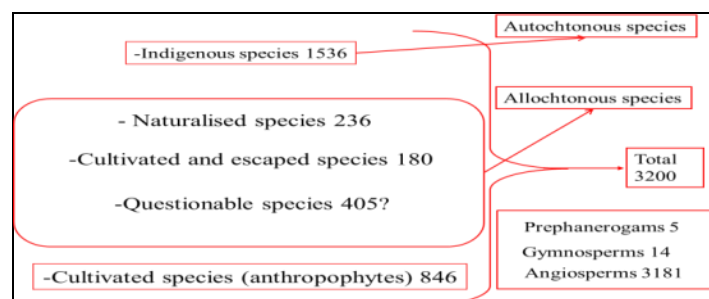 Autochtonous species
-Indigenous species 1536
Allochtonous species
- Naturalised species 236
-Cultivated and escaped species 180
-Questionable species 405?
Total
3200
Prephanerogams 5
Gymnosperms 14
Angiosperms 3181
-Cultivated species (anthropophytes) 846